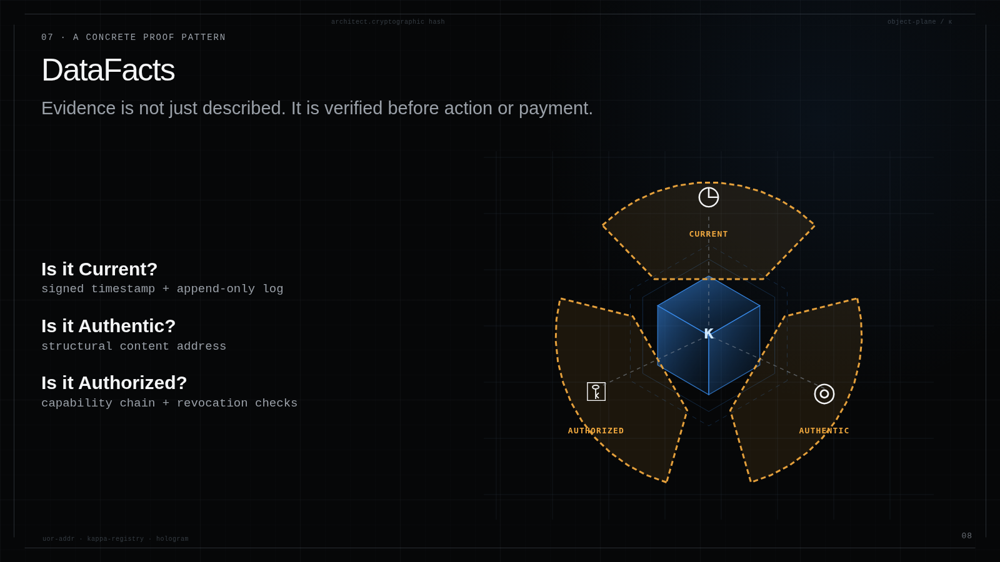 architect.cryptographic hash
object-plane / κ
07 · A CONCRETE PROOF PATTERN
DataFacts
Evidence is not just described. It is verified before action or payment.
Is it Current?
signed timestamp + append-only log
Is it Authentic?
structural content address
Is it Authorized?
capability chain + revocation checks
CURRENT
κ
AUTHORIZED
AUTHENTIC
uor-addr · kappa-registry · hologram
08